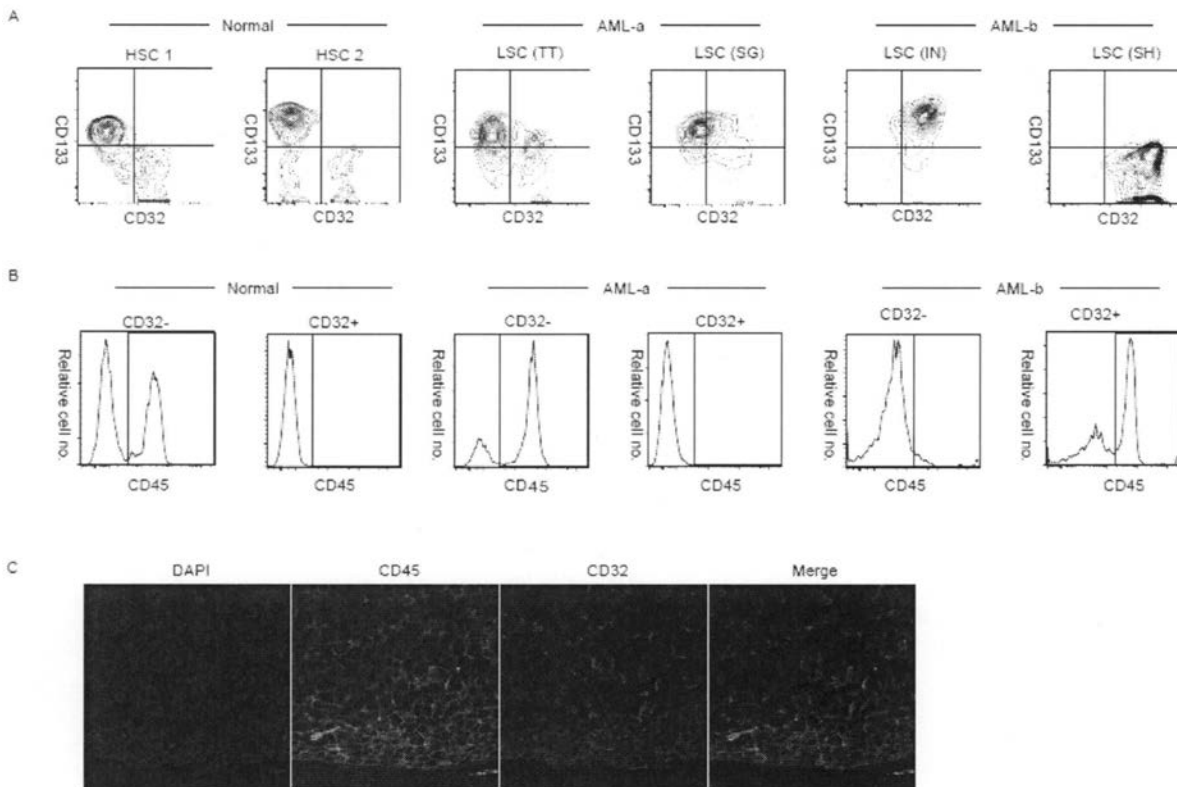 A
Normal AML-a AML-b
HSC 1 HSC 2 LSC (TT) LSC (SG) LSC (IN) LSC (SH)
CD133 CD133 CD133 CD133 CD133 CD133
CD32 CD32 CD32 CD32 CD32 CD32
B
Normal AML-a AML-b
CD32- CD32+ CD32- CD32+ CD32- CD32+
Relative cell no. Relative cell no. Relative cell no. Relative cell no. Relative cell no. Relative cell no.
CD45 CD45 CD45 CD45 CD45 CD45
C
DAPI CD45 CD32 Merge